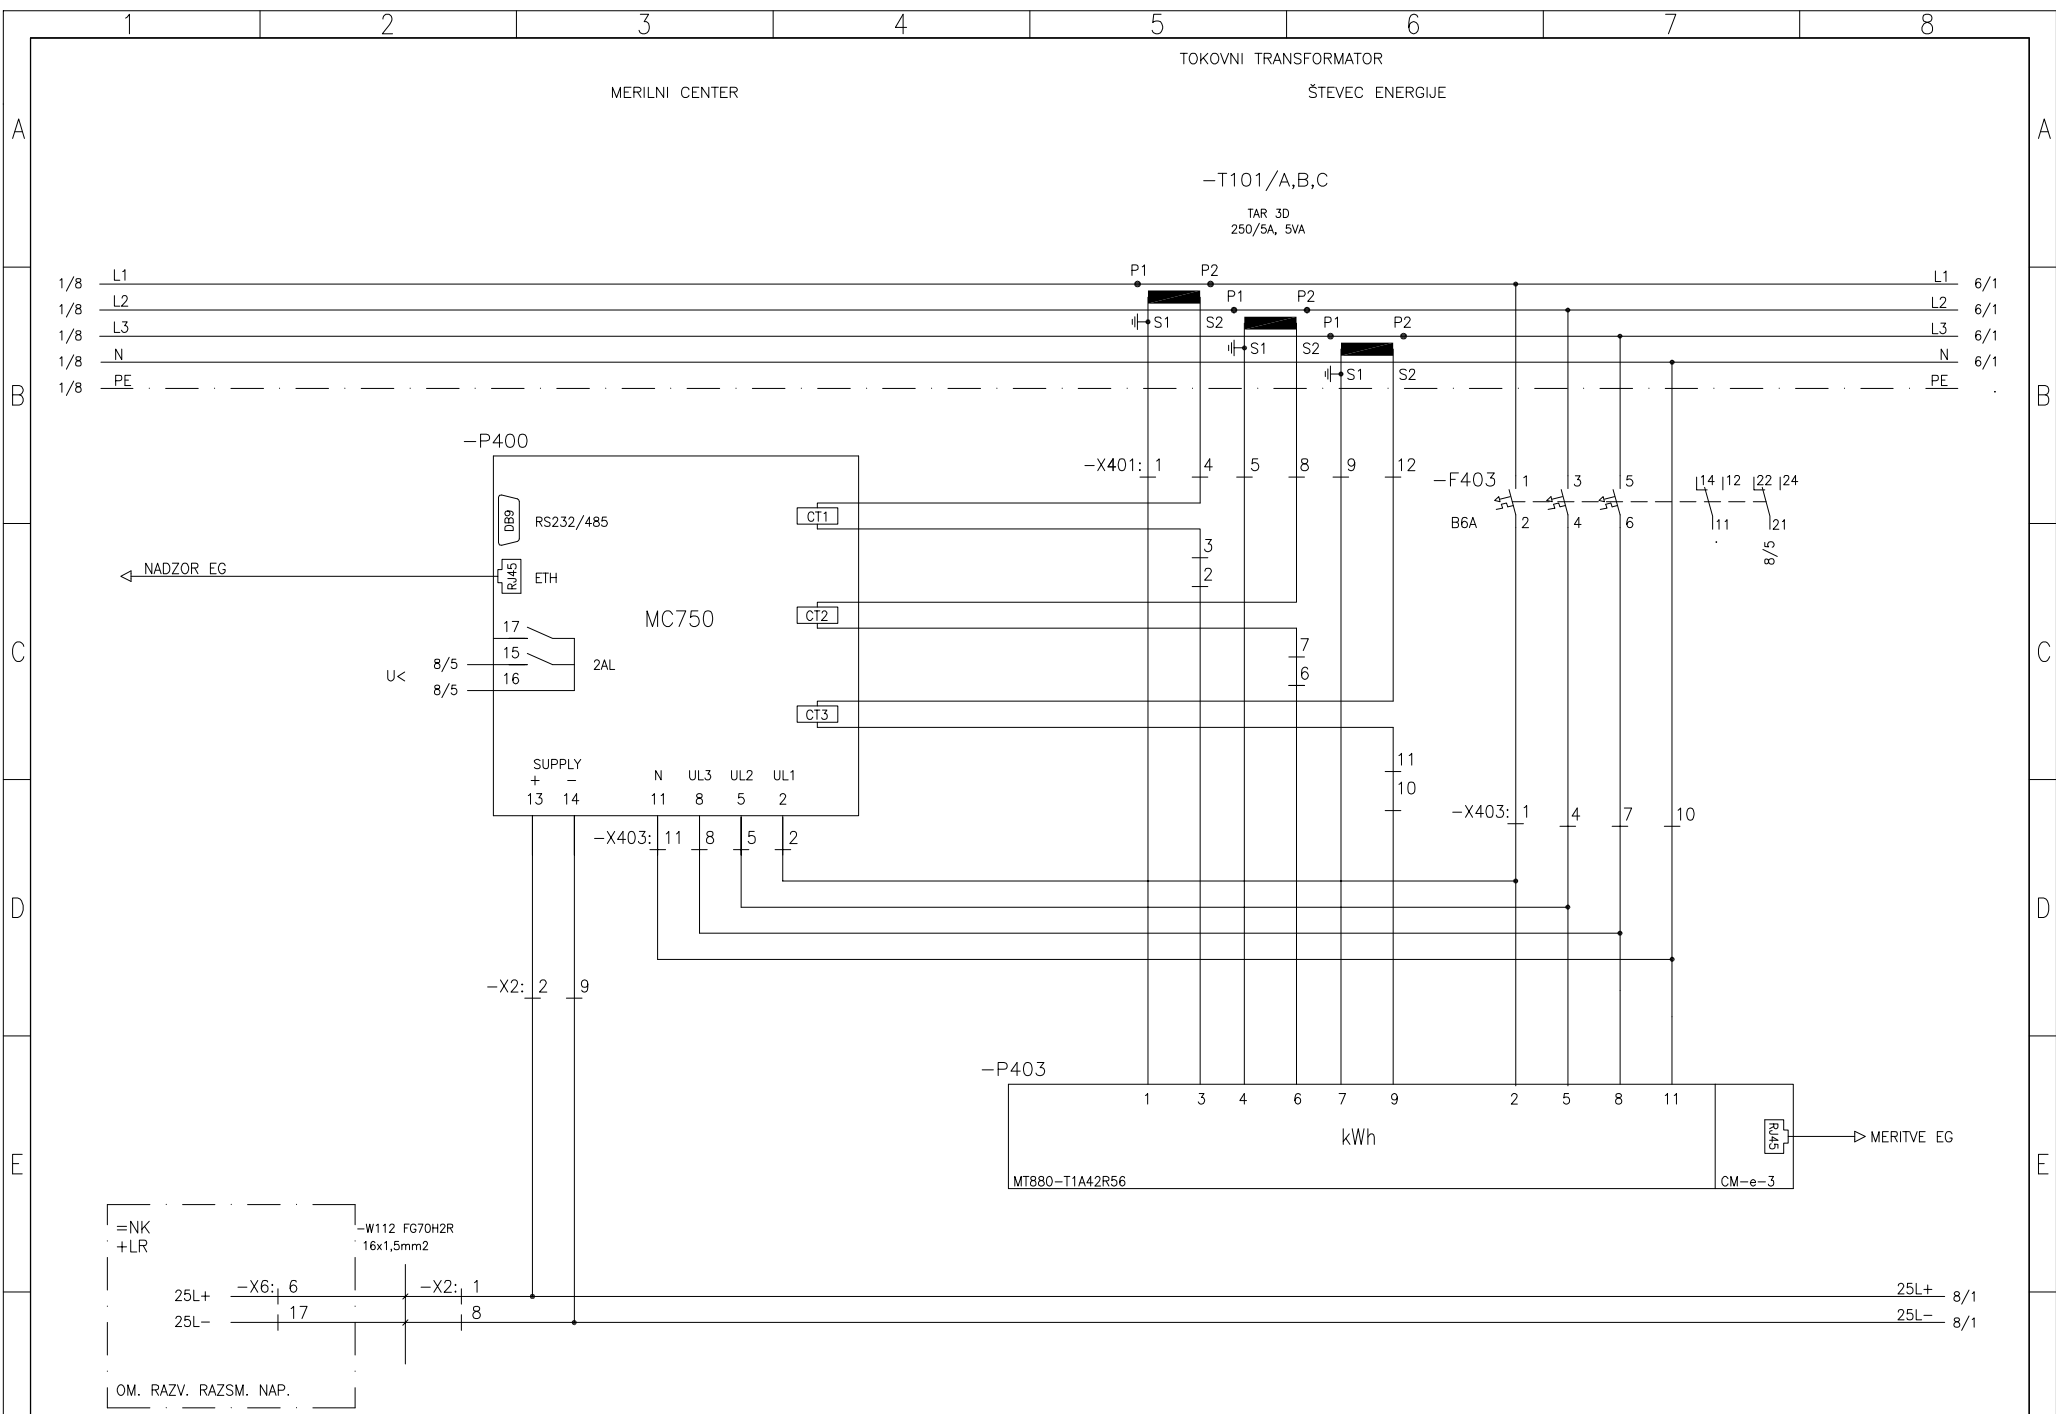 1 2 3 4 5 6 7 8
TOKOVNI TRANSFORMATOR
MERILNI CENTER
ŠTEVEC ENERGIJE
A A
-T101/A,B,C
TAR 3D
250/5A, 5VA
P1 P2
1/8 L1 L1 6/1
P1 P2
1/8 L2 L2 6/1
S1 S2 P1 P2
1/8 L3 L3 6/1
S1 S2
1/8 N N 6/1
S1 S2
1/8 PE PE .
B B
-P400
-X401: 1 4 5 8 9 12
-F403 1 3 5 14 12 22 24
B6A 2 4 6 11 21
. 8/5
DB9 RS232/485 CT1
3
2
NADZOR EG RJ45 ETH
MC750 CT2
17
7
C C
8/5 15 2AL
U<
8/5 16
6
CT3
SUPPLY
+ -
13 14
N UL3 UL2 UL1
11 8 5 2
11
10
-X403: 1 4 7 10
-X403: 11 8 5 2
D D
-X2: 2 9
-P403
1 3 4 6 7 9 2 5 8 11
kWh
RJ45 MERITVE EG
E E
MT880-T1A42R56 CM-e-3
=NK
+LR
-W112 FG70H2R
16x1,5mm2
25L+ -X6: 6 -X2: 1 25L+ 8/1
25L- 17 8 25L- 8/1
OM. RAZV. RAZSM. NAP.